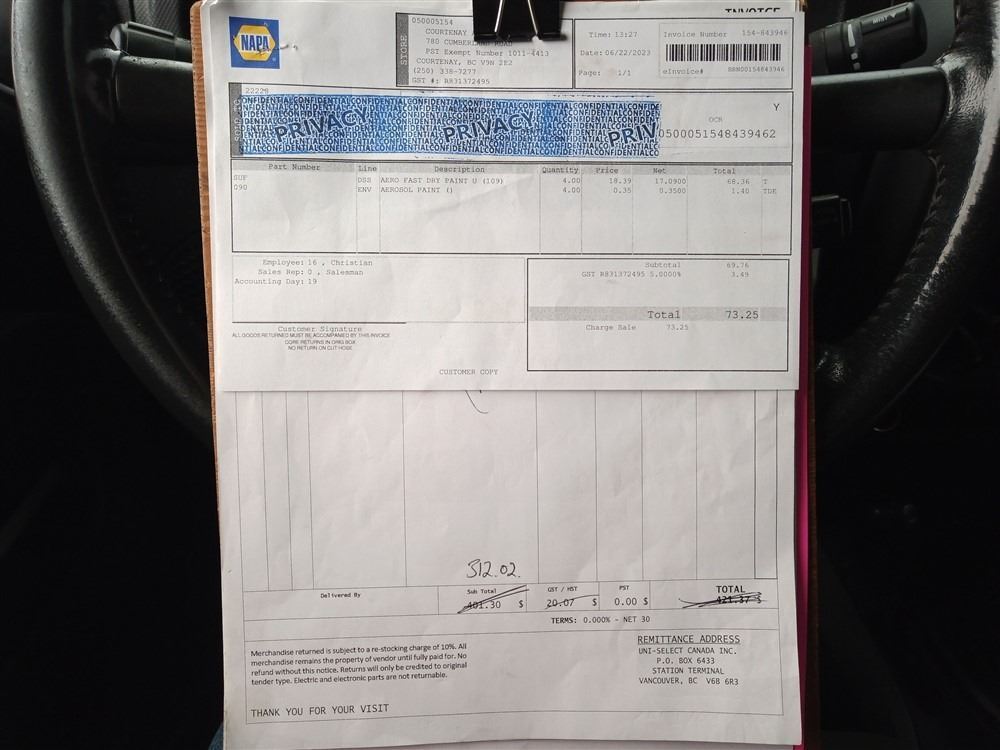 INVOICE
NAPA
STORE
050005154
COURTENAY
780 CUMBERLAND ROAD
PST Exempt Number 1011-4413
COURTENAY, BC V9N 2E2
(250) 338-7277
GST #: R831372495
Time: 13:27
Date: 06/22/2023
Page: 1/1
Invoice Number 154-843946
eInvoice# BRN00154843946
22229
CONFIDENTIAL
PRIVACY PRIVACY PRIV
Y
OCR
0500051548439462
Part Number Line Description Quantity Price Net Total
SUF DSS AERO FAST DRY PAINT U (109) 4.00 18.39 17.0900 68.36 T
090 ENV AEROSOL PAINT () 4.00 0.35 0.3500 1.40 TDE
Employee: 16 , Christian
Sales Rep: 0 , Salesman
Accounting Day: 19
Subtotal 69.76
GST R831372495 5.0000% 3.49
Total 73.25
Charge Sale 73.25
Customer Signature
ALL GOODS RETURNED MUST BE ACCOMPANIED BY THIS INVOICE
CORE RETURNS IN ORIG BOX
NO RETURN ON CUT HOSE
CUSTOMER COPY
312.02.
Delivered By
Sub Total GST / HST PST TOTAL
401.30 $ 20.07 $ 0.00 $ 421.37 $
TERMS: 0.000% - NET 30
Merchandise returned is subject to a re-stocking charge of 10%. All
merchandise remains the property of vendor until fully paid for. No
refund without this notice. Returns will only be credited to original
tender type. Electric and electronic parts are not returnable.
REMITTANCE ADDRESS
UNI-SELECT CANADA INC.
P.O. BOX 6433
STATION TERMINAL
VANCOUVER, BC V6B 6R3
THANK YOU FOR YOUR VISIT
MIST